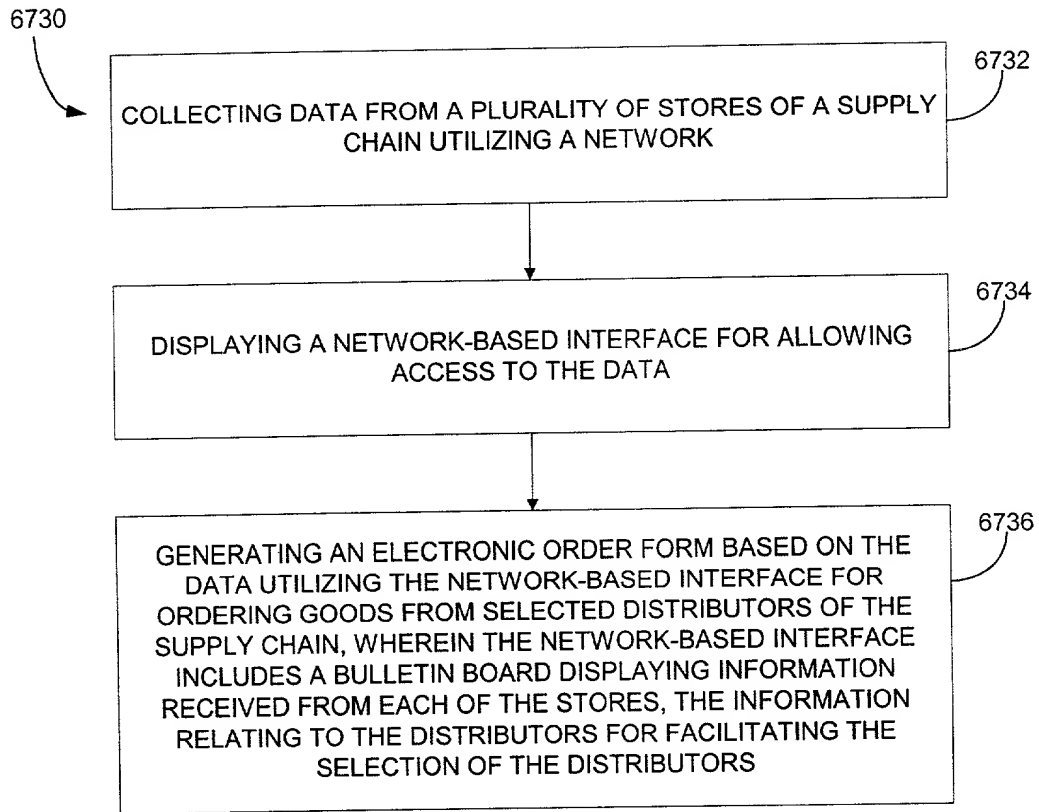 6730
6732
COLLECTING DATA FROM A PLURALITY OF STORES OF A SUPPLY
CHAIN UTILIZING A NETWORK
6734
DISPLAYING A NETWORK-BASED INTERFACE FOR ALLOWING
ACCESS TO THE DATA
6736
GENERATING AN ELECTRONIC ORDER FORM BASED ON THE
DATA UTILIZING THE NETWORK-BASED INTERFACE FOR
ORDERING GOODS FROM SELECTED DISTRIBUTORS OF THE
SUPPLY CHAIN, WHEREIN THE NETWORK-BASED INTERFACE
INCLUDES A BULLETIN BOARD DISPLAYING INFORMATION
RECEIVED FROM EACH OF THE STORES, THE INFORMATION
RELATING TO THE DISTRIBUTORS FOR FACILITATING THE
SELECTION OF THE DISTRIBUTORS